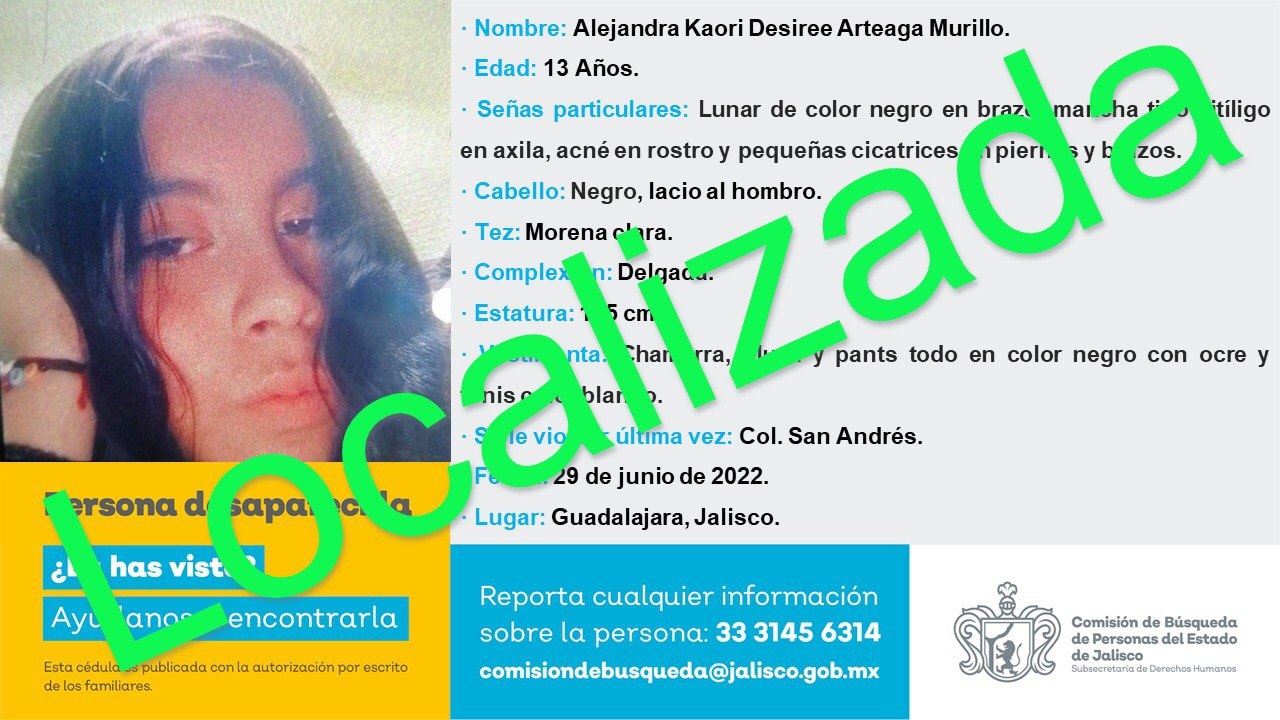 · Nombre: Alejandra Kaori Desiree Arteaga Murillo.
· Edad: 13 Años.
· Señas particulares: Lunar de color negro en brazo, mancha tipo vitíligo
en axila, acné en rostro y pequeñas cicatrices en piernas y brazos.
· Cabello: Negro, lacio al hombro.
· Tez: Morena clara.
· Complexión: Delgada.
· Estatura: cm.
· Vestimenta: Chamarra, y pants todo en color negro con ocre y
tenis color blanco.
· Se le vio por última vez: Col. San Andrés.
· Fecha: 29 de junio de 2022.
· Lugar: Guadalajara, Jalisco.
Localizada
Persona desaparecida
¿La has visto?
Ayúdanos a encontrarla
Esta cédula es publicada con la autorización por escrito
de los familiares.
Reporta cualquier información
sobre la persona: 33 3145 6314
comisiondebusqueda@jalisco.gob.mx
Comisión de Búsqueda
de Personas del Estado
de Jalisco
Subsecretaría de Derechos Humanos